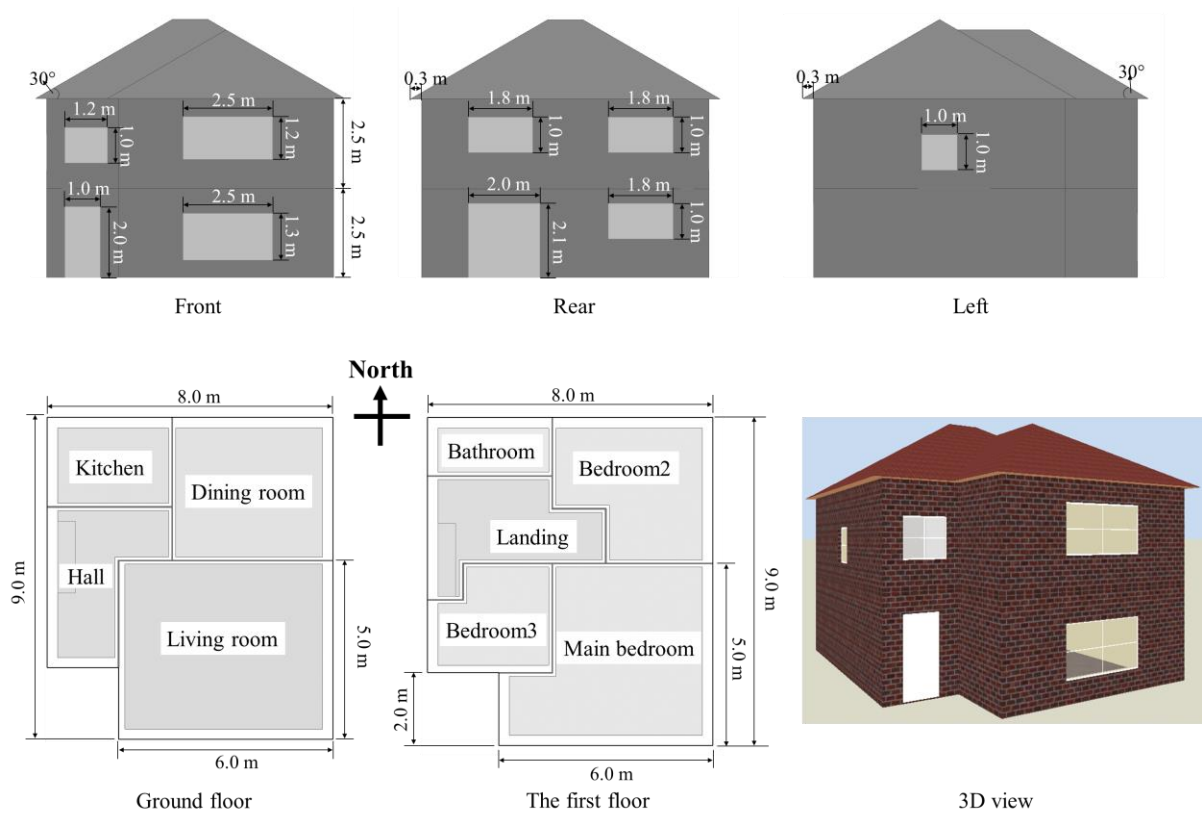 30°
1.2 m
1.0 m
2.5 m
1.2 m
2.5 m
1.0 m
2.0 m
2.5 m
1.3 m
2.5 m
Front
0.3 m
1.8 m
1.0 m
1.8 m
1.0 m
2.0 m
2.1 m
1.8 m
1.0 m
Rear
0.3 m
30°
1.0 m
1.0 m
Left
North
8.0 m
9.0 m
Kitchen
Dining room
Hall
Living room
5.0 m
6.0 m
Ground floor
8.0 m
Bathroom
Bedroom2
Landing
Bedroom3
Main bedroom
2.0 m
5.0 m
9.0 m
6.0 m
The first floor
3D view